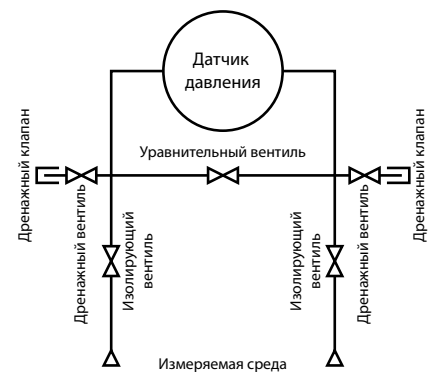 Датчик
давления
Уравнительный вентиль
Дренажный клапан
Дренажный вентиль
Изолирующий
вентиль
Изолирующий
вентиль
Дренажный вентиль
Дренажный клапан
Измеряемая среда